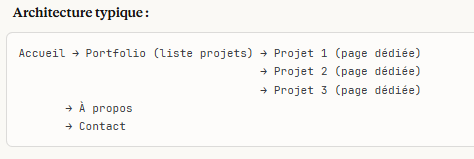 Architecture typique :
Accueil → Portfolio (liste projets) → Projet 1 (page dédiée)
→ Projet 2 (page dédiée)
→ Projet 3 (page dédiée)
→ À propos
→ Contact